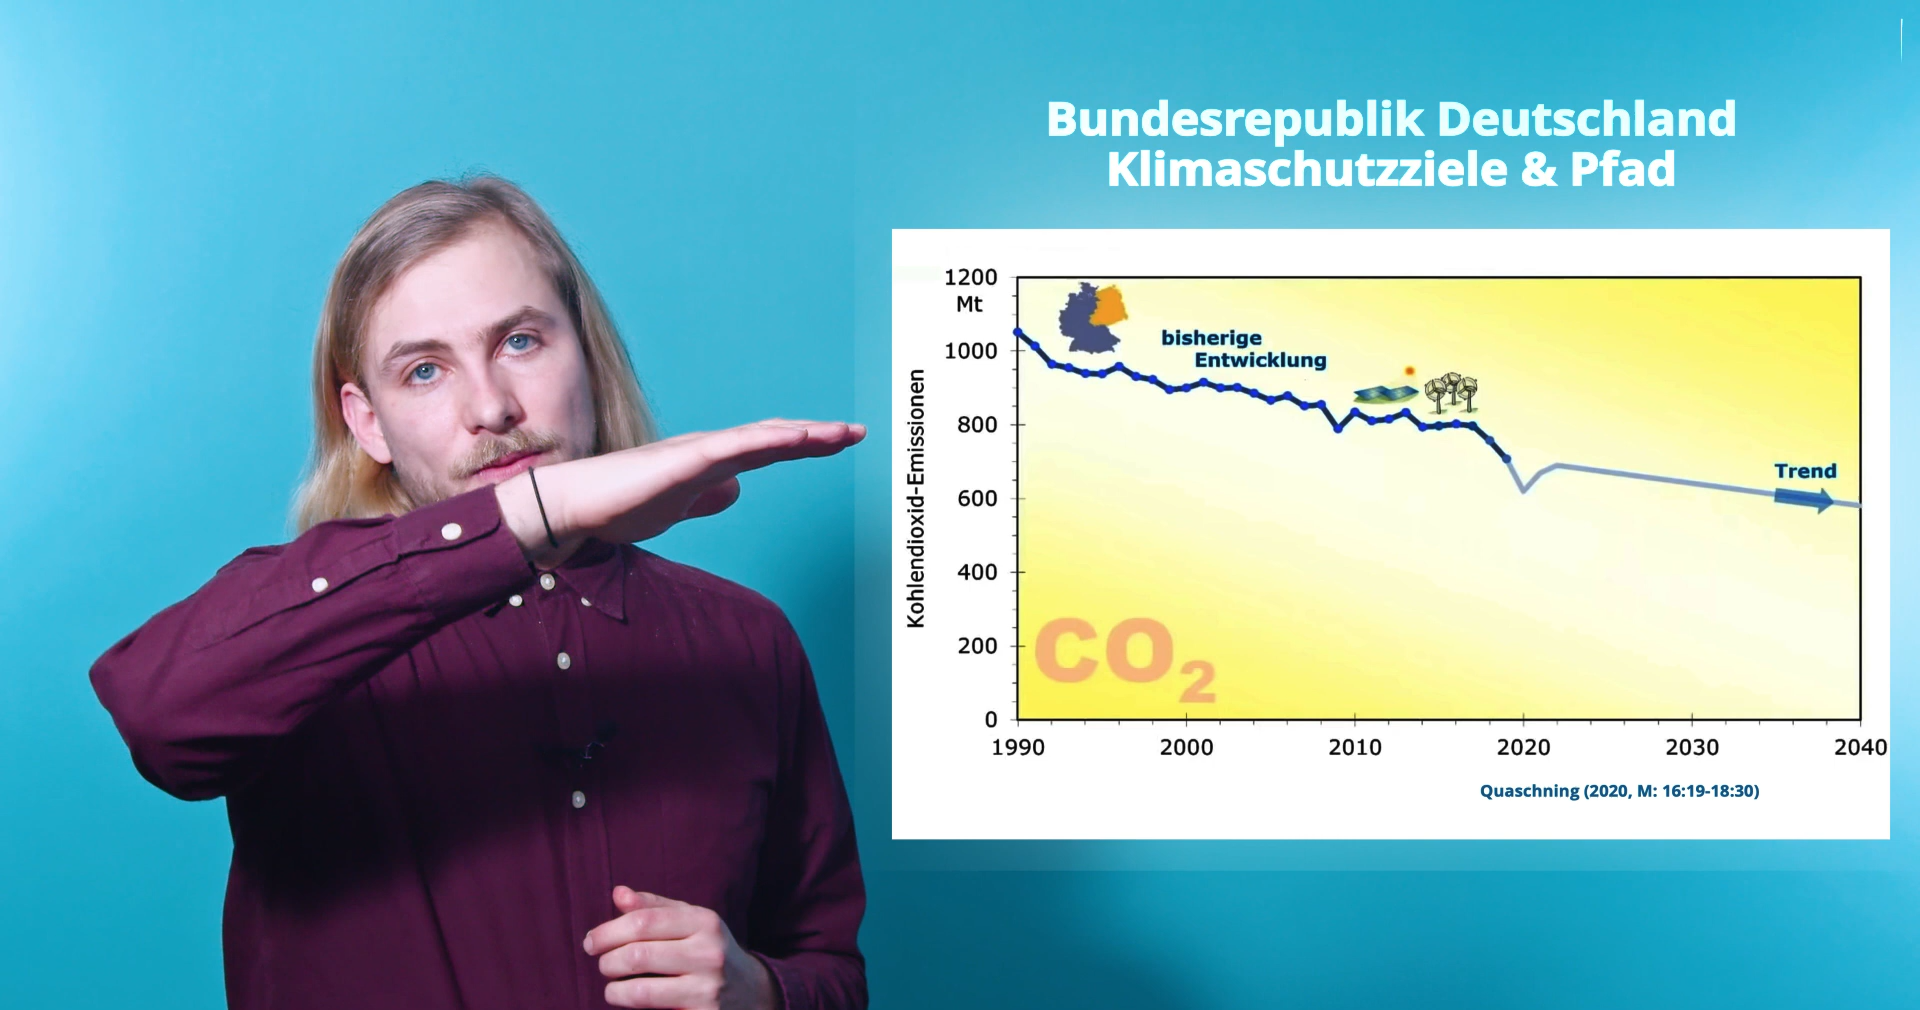 Bundesrepublik Deutschland
Klimaschutzziele & Pfad
1200
Mt
1000
800
600
400
200
0
Kohlendioxid-Emissionen
bisherige
Entwicklung
Trend
CO₂
1990 2000 2010 2020 2030 2040
Quaschning (2020, M: 16:19-18:30)